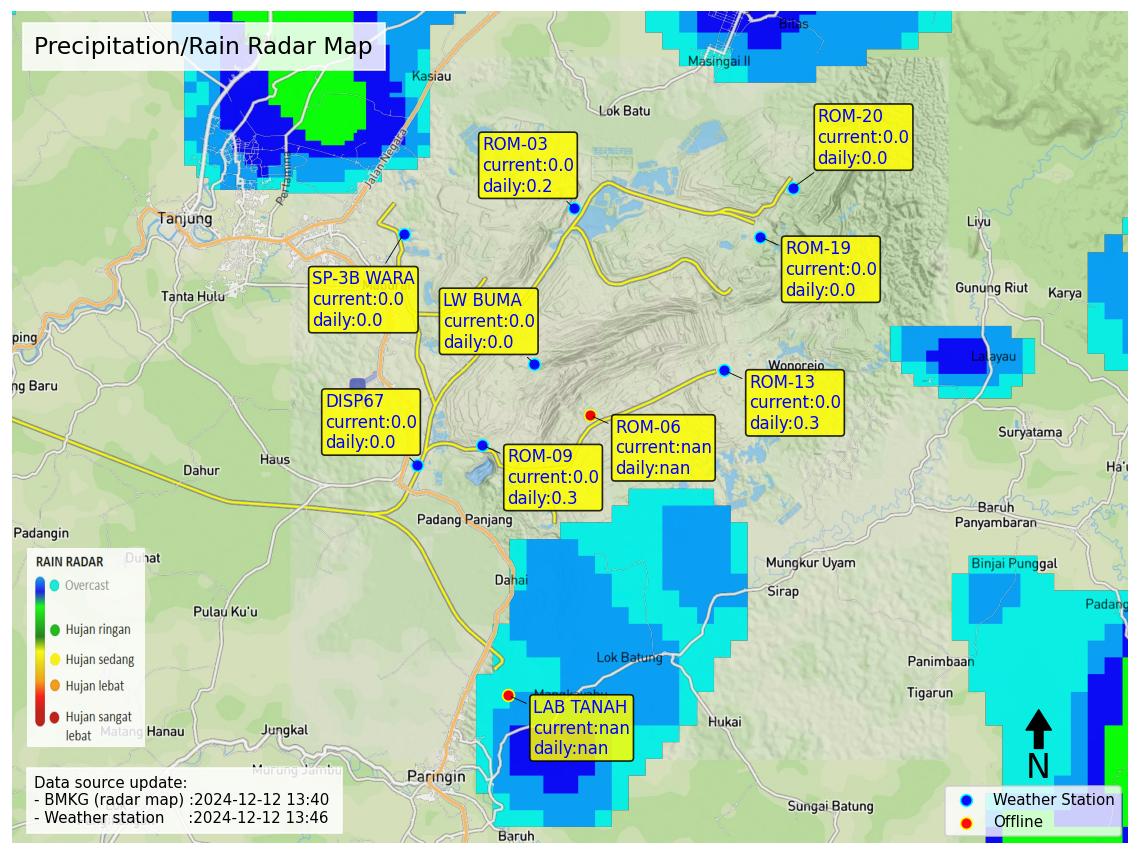 Precipitation/Rain Radar Map
Bilas
Masingai II
Kasiau
Lok Batu
ROM-20
current:0.0
daily:0.0
ROM-03
current:0.0
daily:0.2
Jalan Negara
Pertamina
Tanjung
Liyu
ROM-19
current:0.0
daily:0.0
SP-3B WARA
current:0.0
daily:0.0
LW BUMA
current:0.0
daily:0.0
Tanta Hulu
Gunung Riut
Karya
ping
Lalayau
Wonorejo
ng Baru
ROM-13
current:0.0
daily:0.3
DISP67
current:0.0
daily:0.0
ROM-06
current:nan
daily:nan
ROM-09
current:0.0
daily:0.3
Suryatama
Haus
Dahur
Ha'u
Baruh
Panyambaran
Padang Panjang
Padangin
Duhat
Mungkur Uyam
Binjai Punggal
Dahai
Sirap
Padang
Pulau Ku'u
RAIN RADAR
Overcast
Hujan ringan
Hujan sedang
Hujan lebat
Hujan sangat
lebat
Lok Batung
Panimbaan
Tigarun
LAB TANAH
current:nan
daily:nan
Hukai
Matang Hanau
Jungkal
Murung Jambu
Paringin
N
Data source update:
- BMKG (radar map) :2024-12-12 13:40
- Weather station :2024-12-12 13:46
Sungai Batung
Baruh
Weather Station
Offline